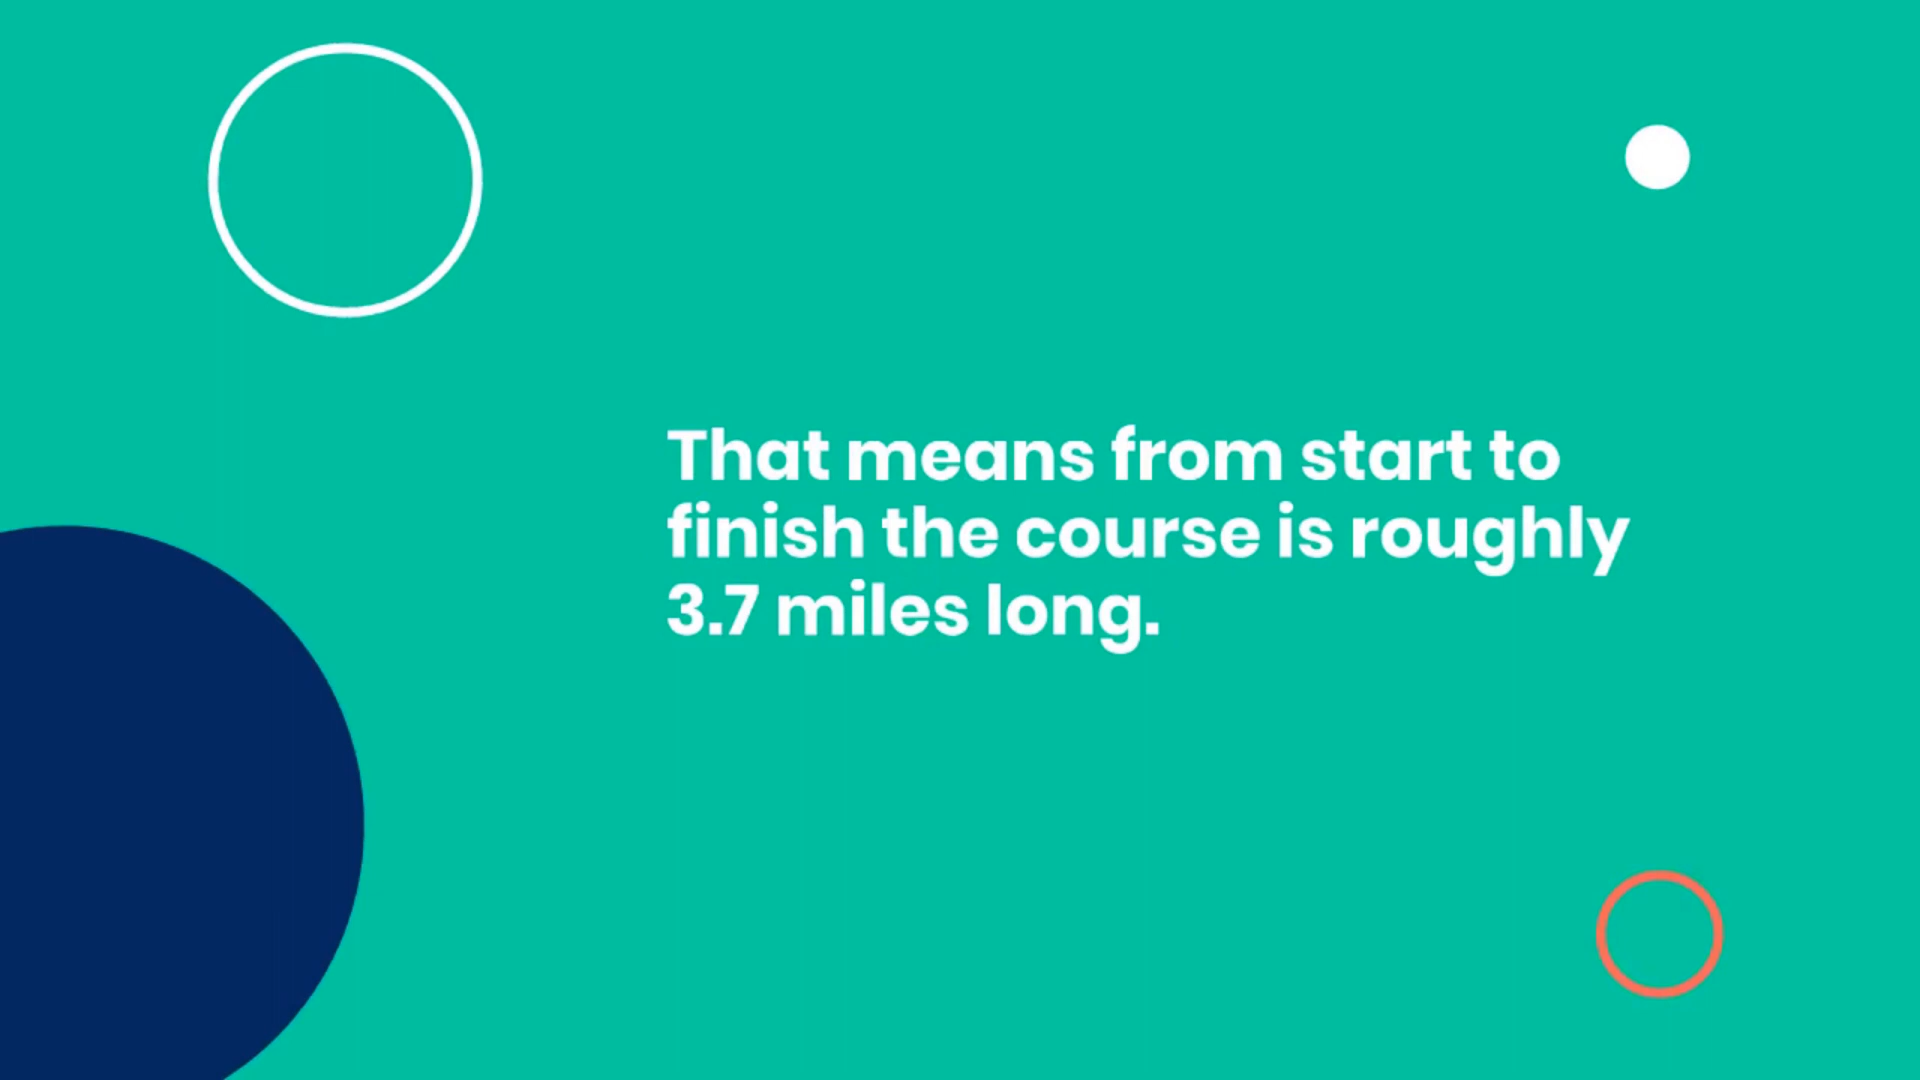 That means from start to
finish the course is roughly
3.7 miles long.